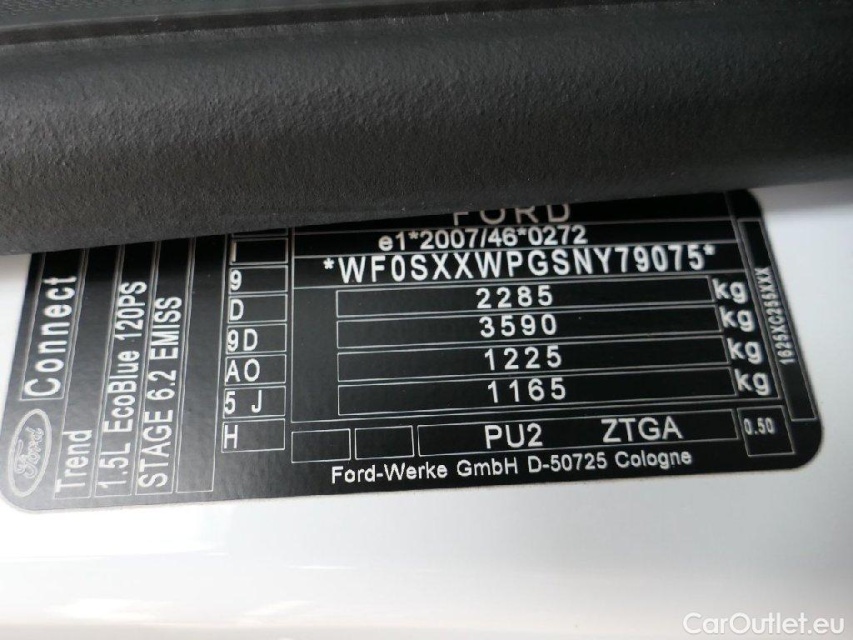 FORD
e1*2007/46*0272
*WF0SXXWPGSNY79075*
2285 kg
3590 kg
1225 kg
1165 kg
PU2 ZTGA 0.50
Ford-Werke GmbH D-50725 Cologne
9
D
9D
AO
5 J
H
Ford
Connect
Trend
1.5L EcoBlue 120PS
STAGE 6.2 EMISS
1625XC255XXX
CarOutlet.eu